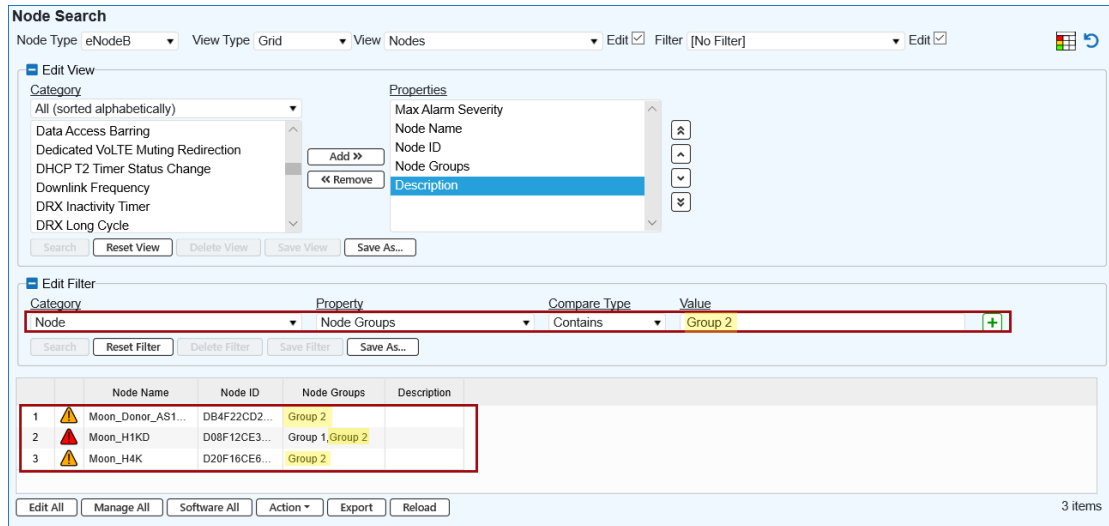 Node Search
Node Type eNodeB View Type Grid View Nodes Edit Filter [No Filter] Edit
Edit View
Category Properties
All (sorted alphabetically)
Data Access Barring
Dedicated VoLTE Muting Redirection
DHCP T2 Timer Status Change
Downlink Frequency
DRX Inactivity Timer
DRX Long Cycle
Add »
« Remove
Max Alarm Severity
Node Name
Node ID
Node Groups
Description
Search Reset View Delete View Save View Save As...
Edit Filter
Category Property Compare Type Value
Node Node Groups Contains Group 2
Search Reset Filter Delete Filter Save Filter Save As...
Node Name Node ID Node Groups Description
1 Moon_Donor_AS1... DB4F22CD2... Group 2
2 Moon_H1KD D08F12CE3... Group 1,Group 2
3 Moon_H4K D20F16CE6... Group 2
Edit All Manage All Software All Action Export Reload 3 items